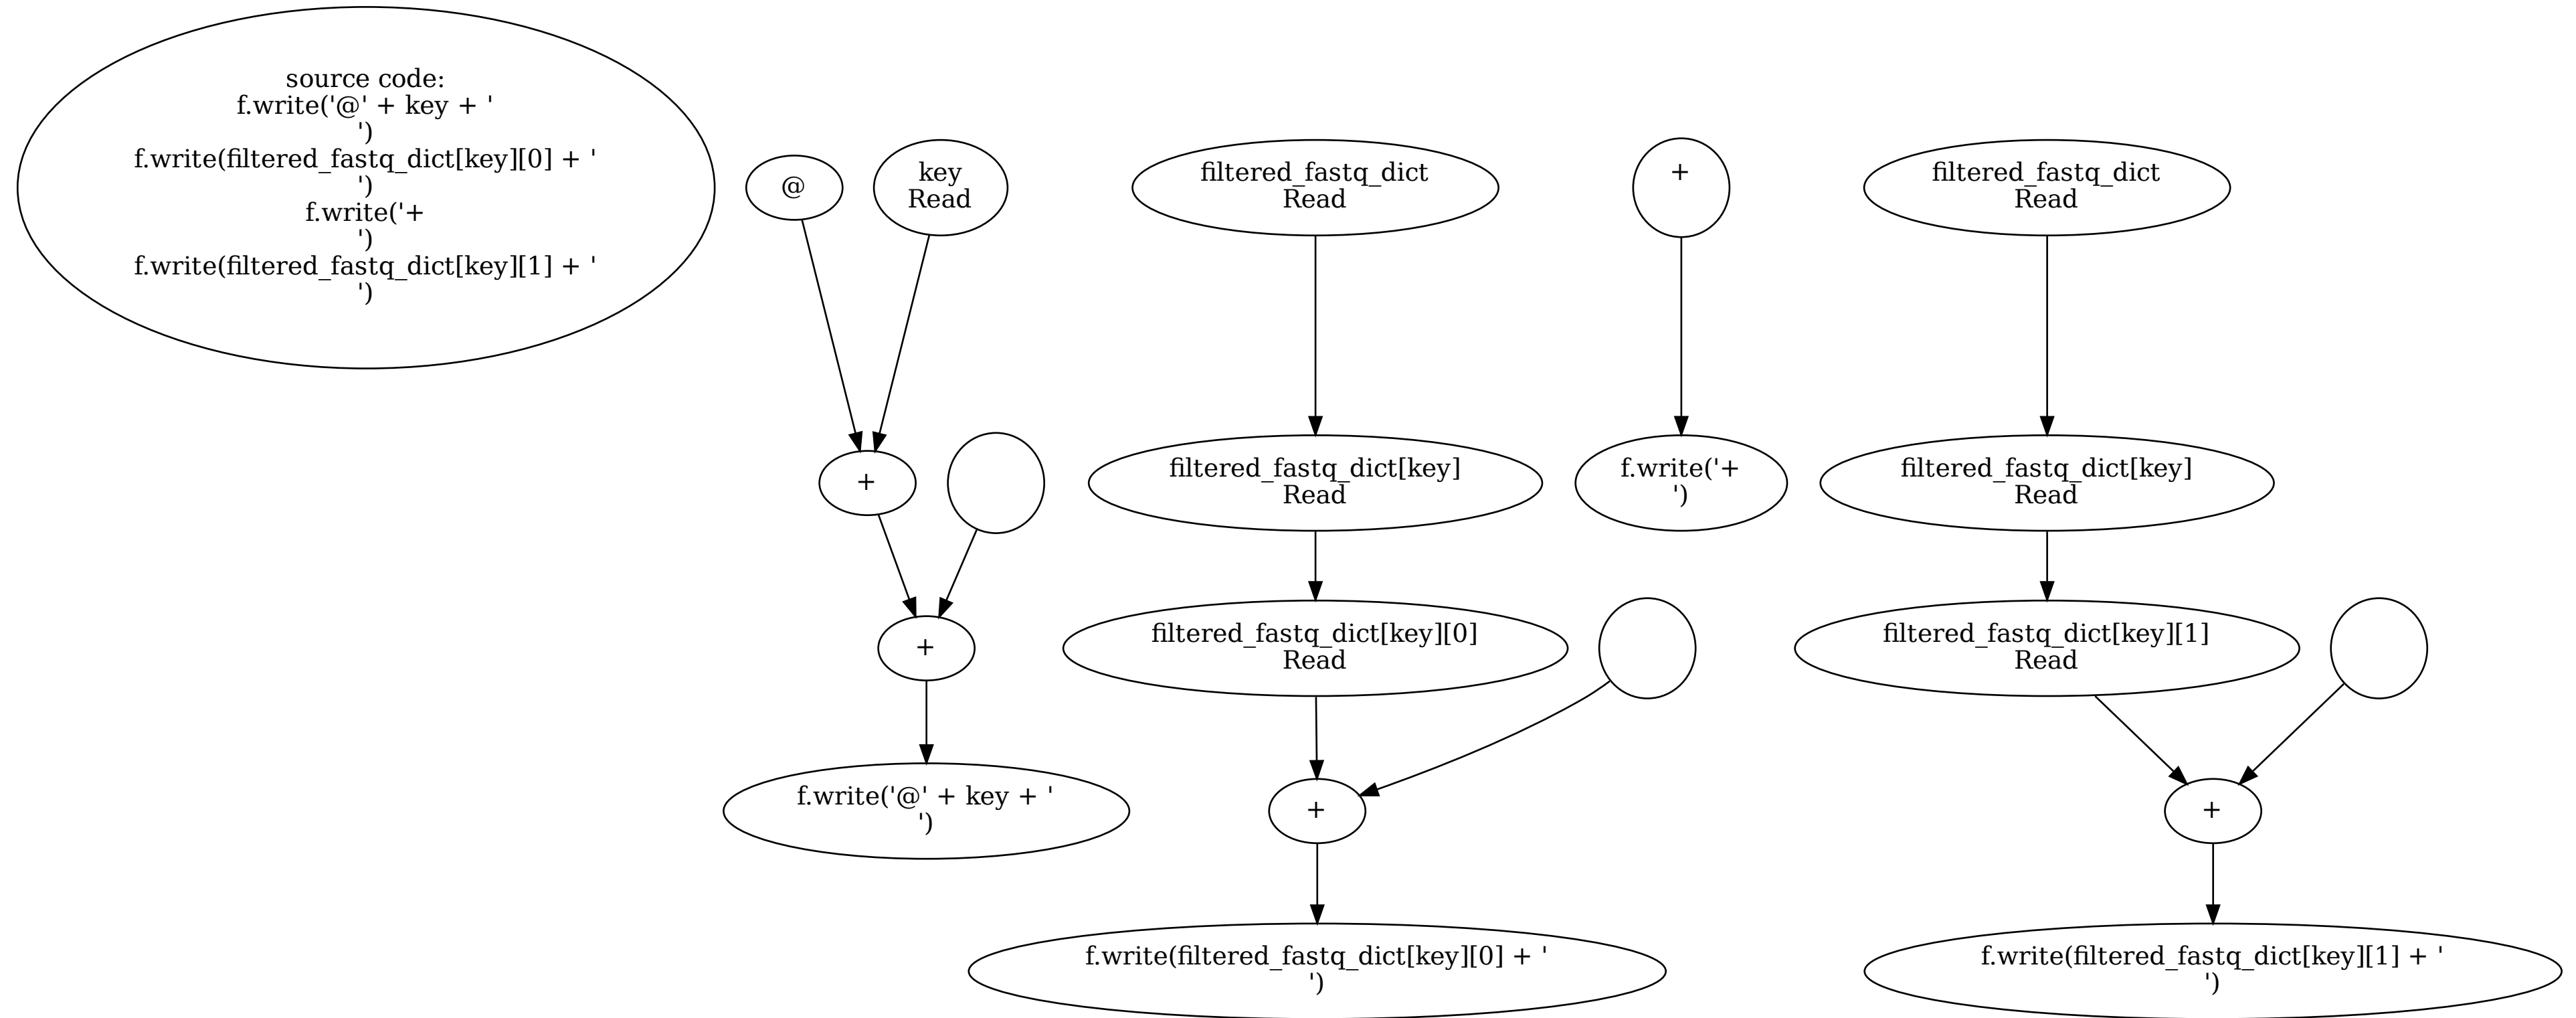 source code:
f.write('@' + key + '
')
f.write(filtered_fastq_dict[key][0] + '
')
f.write('+
')
f.write(filtered_fastq_dict[key][1] + '
')
@
key
Read
filtered_fastq_dict
Read
+
filtered_fastq_dict
Read
+
filtered_fastq_dict[key]
Read
f.write('+
')
filtered_fastq_dict[key]
Read
+
filtered_fastq_dict[key][0]
Read
filtered_fastq_dict[key][1]
Read
f.write('@' + key + '
')
+
+
f.write(filtered_fastq_dict[key][0] + '
')
f.write(filtered_fastq_dict[key][1] + '
')